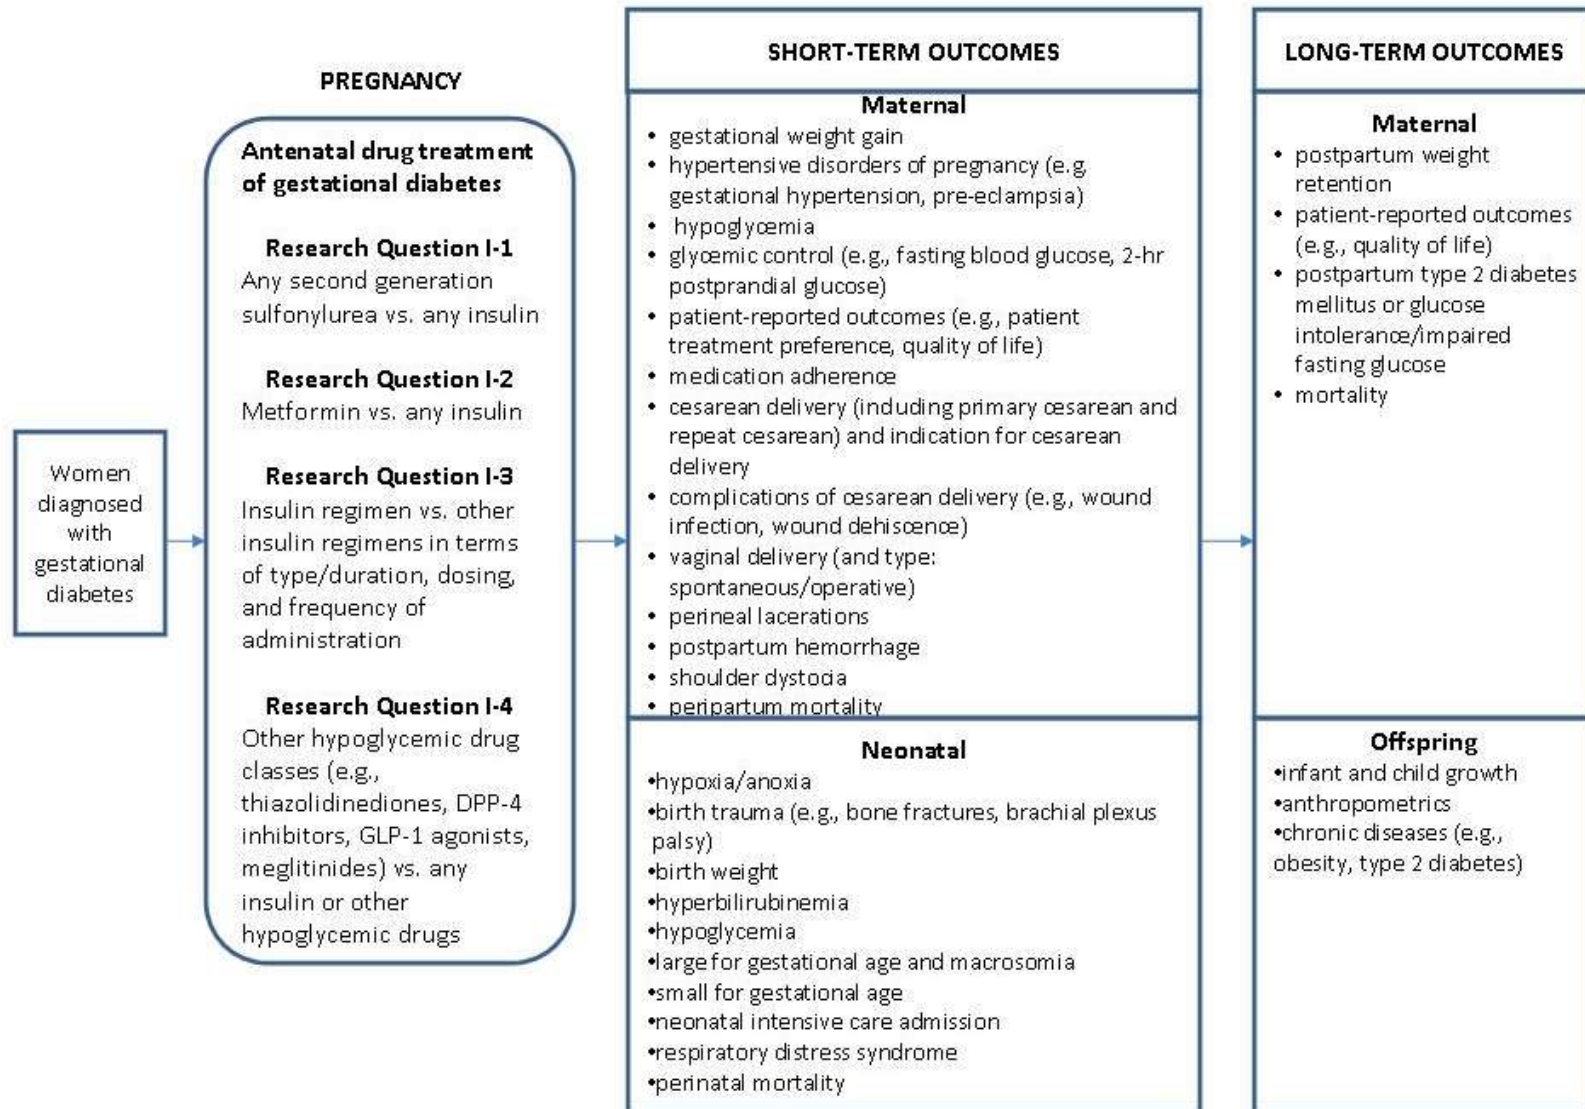 Women
diagnosed
with
gestational
diabetes
PREGNANCY
Antenatal drug treatment
of gestational diabetes
Research Question I-1
Any second generation
sulfonylurea vs. any insulin
Research Question I-2
Metformin vs. any insulin
Research Question I-3
Insulin regimen vs. other
insulin regimens in terms
of type/duration, dosing,
and frequency of
administration
Research Question I-4
Other hypoglycemic drug
classes (e.g.,
thiazolidinediones, DPP-4
inhibitors, GLP-1 agonists,
meglitinides) vs. any
insulin or other
hypoglycemic drugs
SHORT-TERM OUTCOMES
Maternal
• gestational weight gain
• hypertensive disorders of pregnancy (e.g.
gestational hypertension, pre-eclampsia)
• hypoglycemia
• glycemic control (e.g., fasting blood glucose, 2-hr
postprandial glucose)
• patient-reported outcomes (e.g., patient
treatment preference, quality of life)
• medication adherence
• cesarean delivery (including primary cesarean and
repeat cesarean) and indication for cesarean
delivery
• complications of cesarean delivery (e.g., wound
infection, wound dehiscence)
• vaginal delivery (and type:
spontaneous/operative)
• perineal lacerations
• postpartum hemorrhage
• shoulder dystocia
• peripartum mortality
Neonatal
•hypoxia/anoxia
•birth trauma (e.g., bone fractures, brachial plexus
palsy)
•birth weight
•hyperbilirubinemia
•hypoglycemia
•large for gestational age and macrosomia
•small for gestational age
•neonatal intensive care admission
•respiratory distress syndrome
•perinatal mortality
LONG-TERM OUTCOMES
Maternal
• postpartum weight
retention
• patient-reported outcomes
(e.g., quality of life)
• postpartum type 2 diabetes
mellitus or glucose
intolerance/impaired
fasting glucose
• mortality
Offspring
•infant and child growth
•anthropometrics
•chronic diseases (e.g.,
obesity, type 2 diabetes)